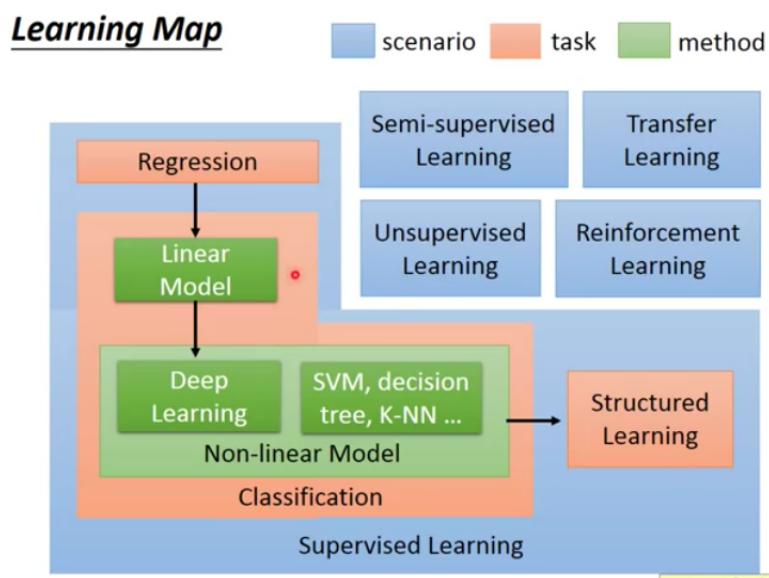 Learning Map
scenario
task
method
Regression
Semi-supervised
Learning
Transfer
Learning
Linear
Model
Unsupervised
Learning
Reinforcement
Learning
Deep
Learning
SVM, decision
tree, K-NN ...
Non-linear Model
Classification
Structured
Learning
Supervised Learning